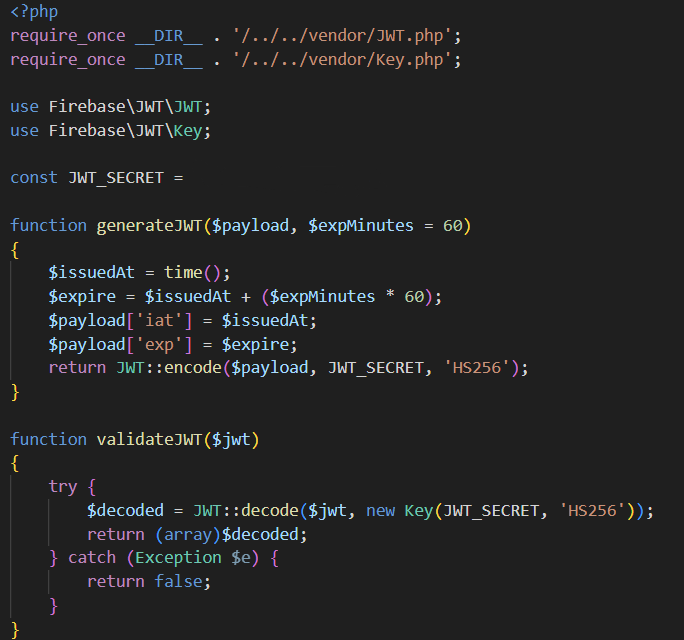 <?php
require_once __DIR__ . '/../../vendor/JWT.php';
require_once __DIR__ . '/../../vendor/Key.php';

use Firebase\JWT\JWT;
use Firebase\JWT\Key;

const JWT_SECRET =

function generateJWT($payload, $expMinutes = 60)
{
    $issuedAt = time();
    $expire = $issuedAt + ($expMinutes * 60);
    $payload['iat'] = $issuedAt;
    $payload['exp'] = $expire;
    return JWT::encode($payload, JWT_SECRET, 'HS256');
}

function validateJWT($jwt)
{
    try {
        $decoded = JWT::decode($jwt, new Key(JWT_SECRET, 'HS256'));
        return (array)$decoded;
    } catch (Exception $e) {
        return false;
    }
}